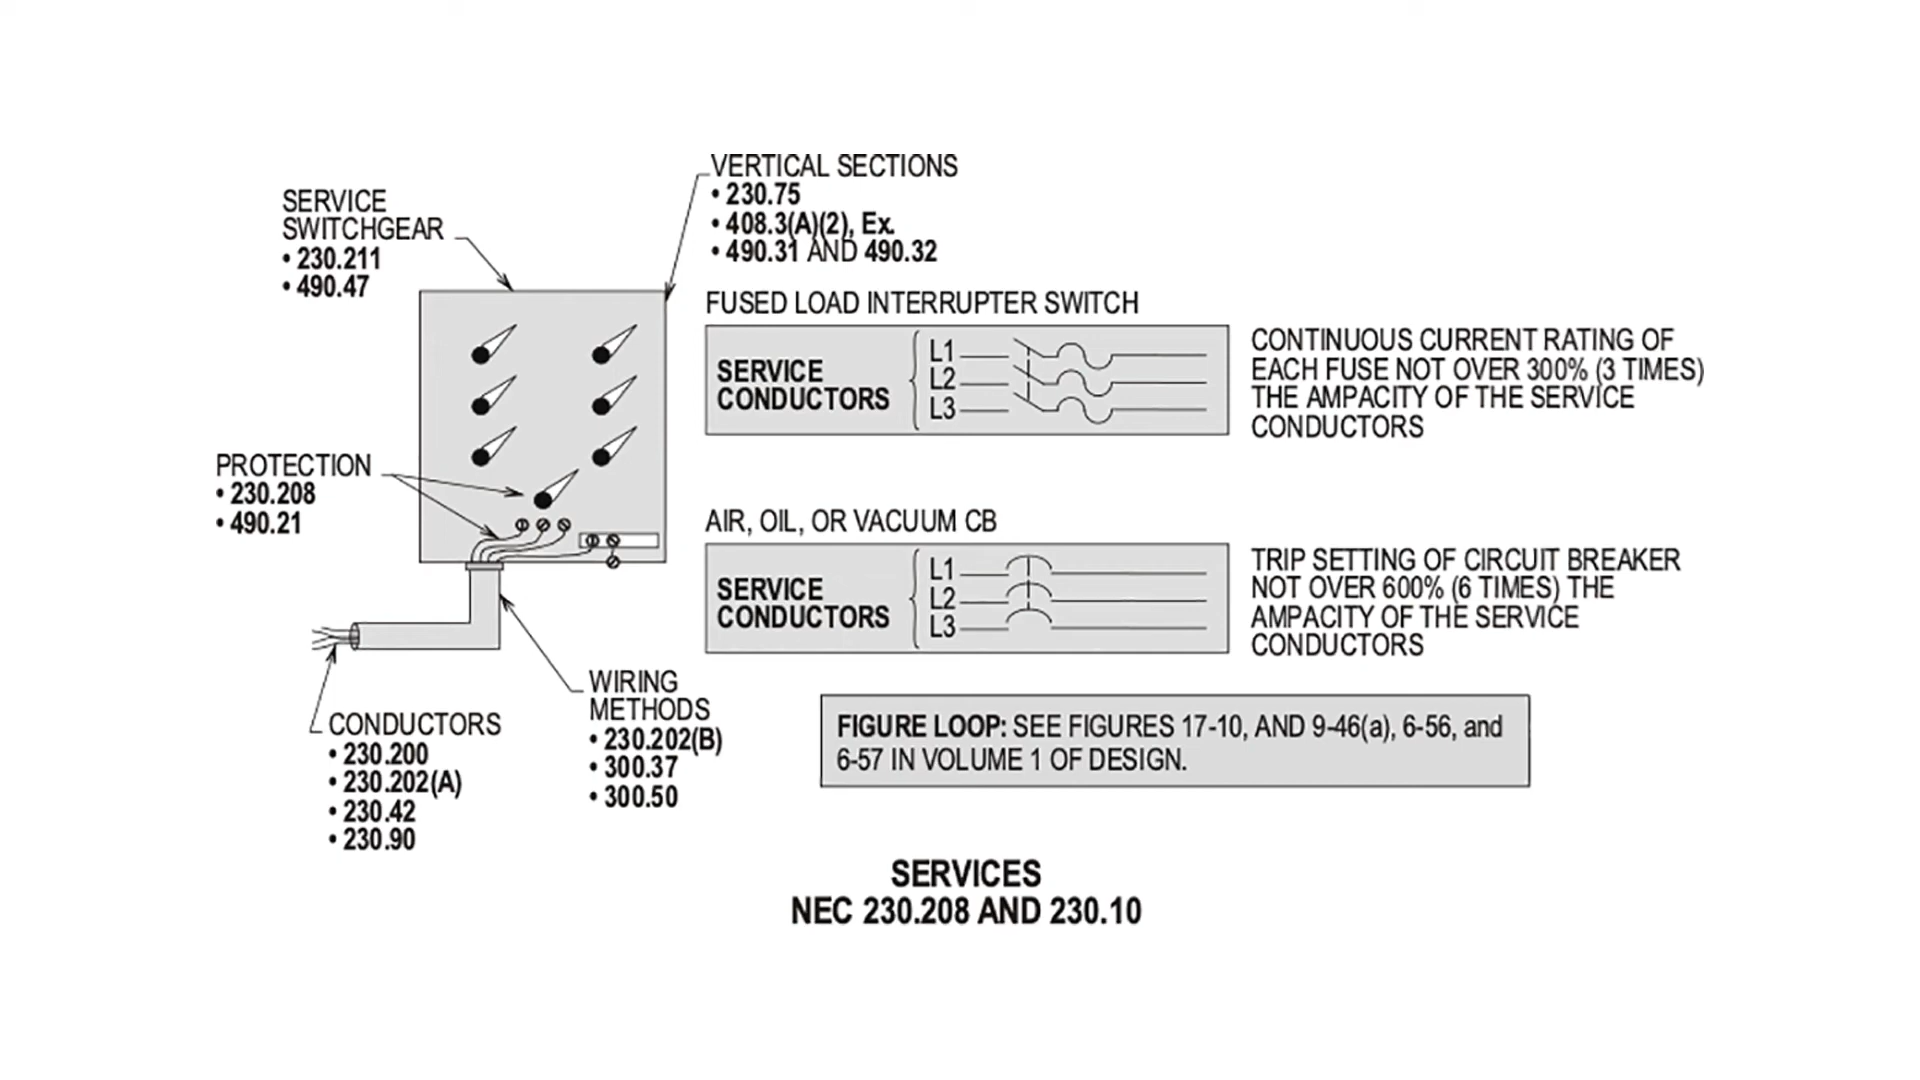 VERTICAL SECTIONS
• 230.75
• 408.3(A)(2), Ex.
• 490.31 AND 490.32
SERVICE
SWITCHGEAR
• 230.211
• 490.47
FUSED LOAD INTERRUPTER SWITCH
SERVICE
CONDUCTORS
L1
L2
L3
CONTINUOUS CURRENT RATING OF
EACH FUSE NOT OVER 300% (3 TIMES)
THE AMPACITY OF THE SERVICE
CONDUCTORS
PROTECTION
• 230.208
• 490.21
AIR, OIL, OR VACUUM CB
SERVICE
CONDUCTORS
L1
L2
L3
TRIP SETTING OF CIRCUIT BREAKER
NOT OVER 600% (6 TIMES) THE
AMPACITY OF THE SERVICE
CONDUCTORS
WIRING
METHODS
• 230.202(B)
• 300.37
• 300.50
CONDUCTORS
• 230.200
• 230.202(A)
• 230.42
• 230.90
FIGURE LOOP: SEE FIGURES 17-10, AND 9-46(a), 6-56, and
6-57 IN VOLUME 1 OF DESIGN.
SERVICES
NEC 230.208 AND 230.10